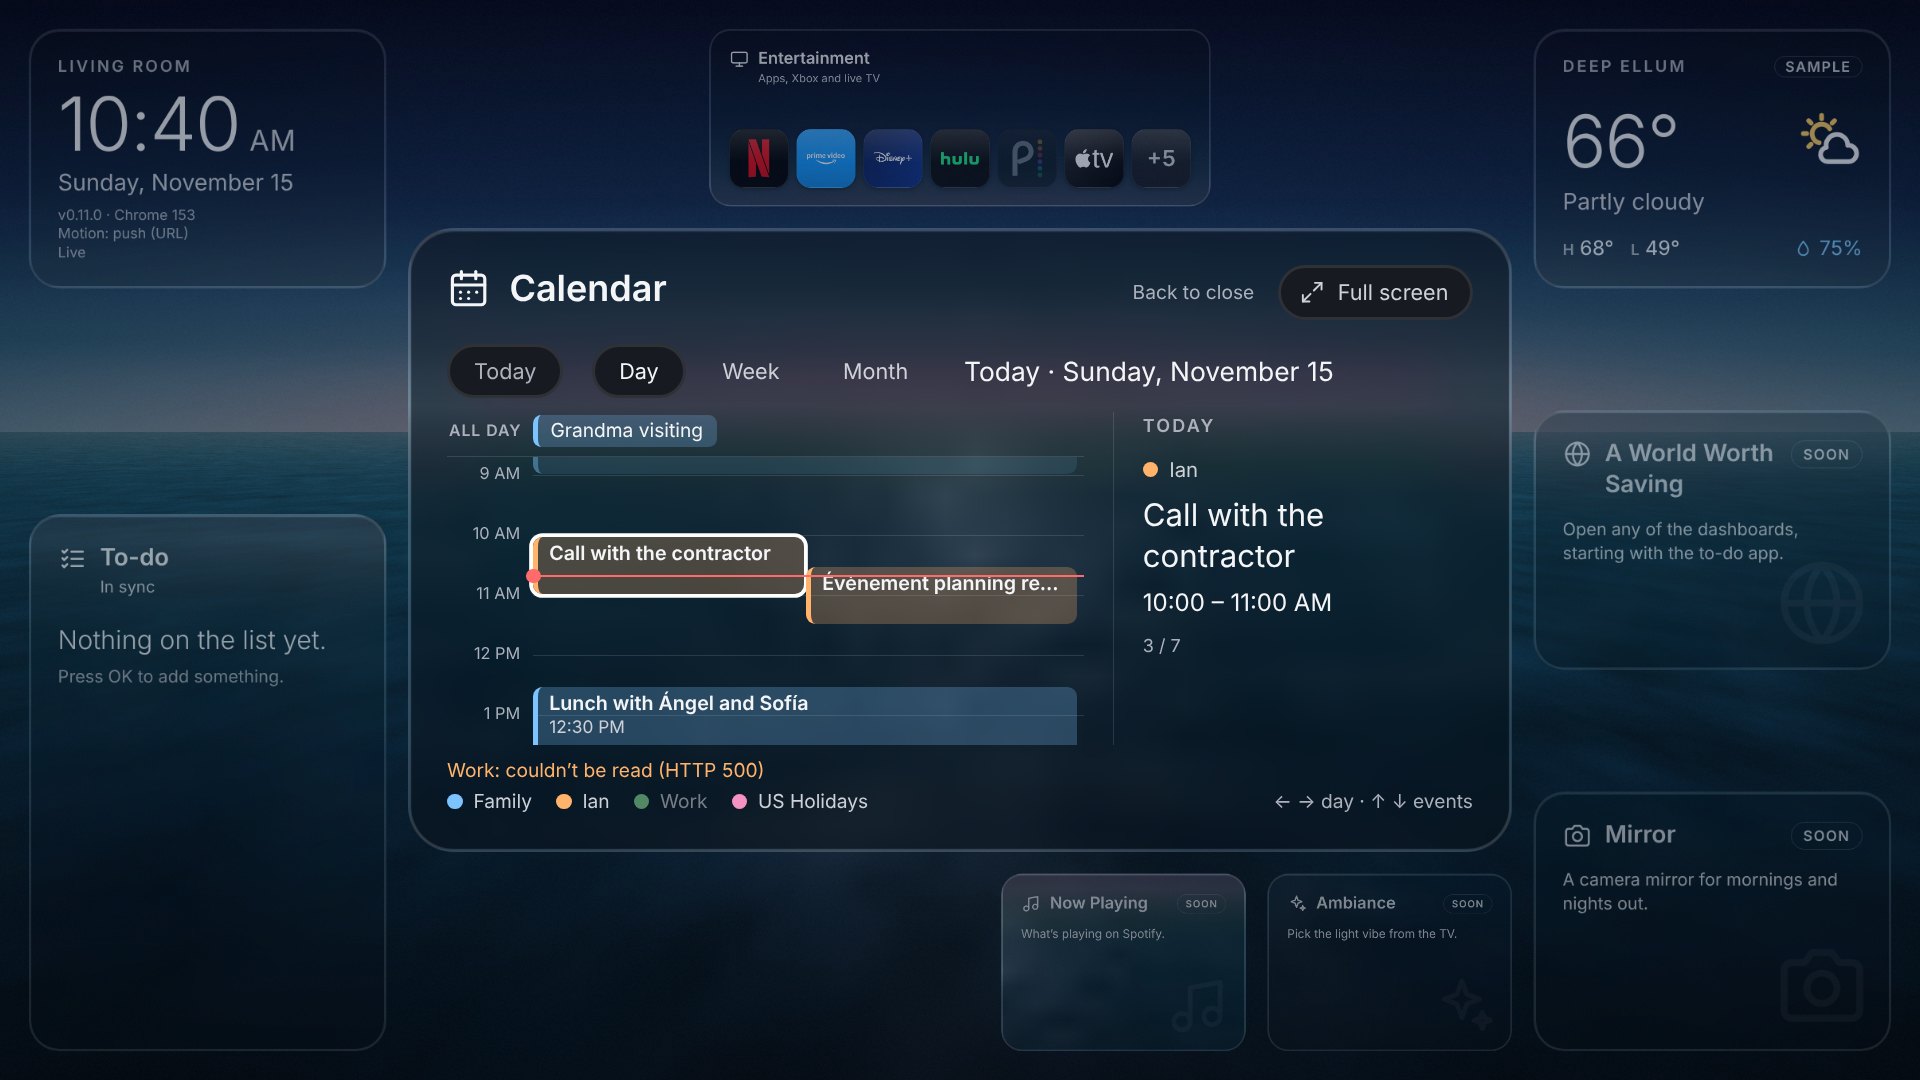 LIVING ROOM
10:40 AM
Sunday, November 15
v0.11.0 · Chrome 153
Motion: push (URL)
Live
Entertainment
Apps, Xbox and live TV
N
prime video
Disney+
hulu
P
tv
+5
DEEP ELLUM
SAMPLE
66°
Partly cloudy
H 68° L 49°
75%
Calendar
Back to close
Full screen
Today
Day
Week
Month
Today · Sunday, November 15
ALL DAY
Grandma visiting
9 AM
10 AM
Call with the contractor
11 AM
Événement planning re…
12 PM
1 PM
Lunch with Ángel and Sofía
12:30 PM
TODAY
Ian
Call with the
contractor
10:00 – 11:00 AM
3 / 7
Work: couldn’t be read (HTTP 500)
Family
Ian
Work
US Holidays
← → day · ↑ ↓ events
To-do
In sync
Nothing on the list yet.
Press OK to add something.
A World Worth
Saving
SOON
Open any of the dashboards,
starting with the to-do app.
Now Playing
SOON
What’s playing on Spotify.
Ambiance
SOON
Pick the light vibe from the TV.
Mirror
SOON
A camera mirror for mornings and
nights out.